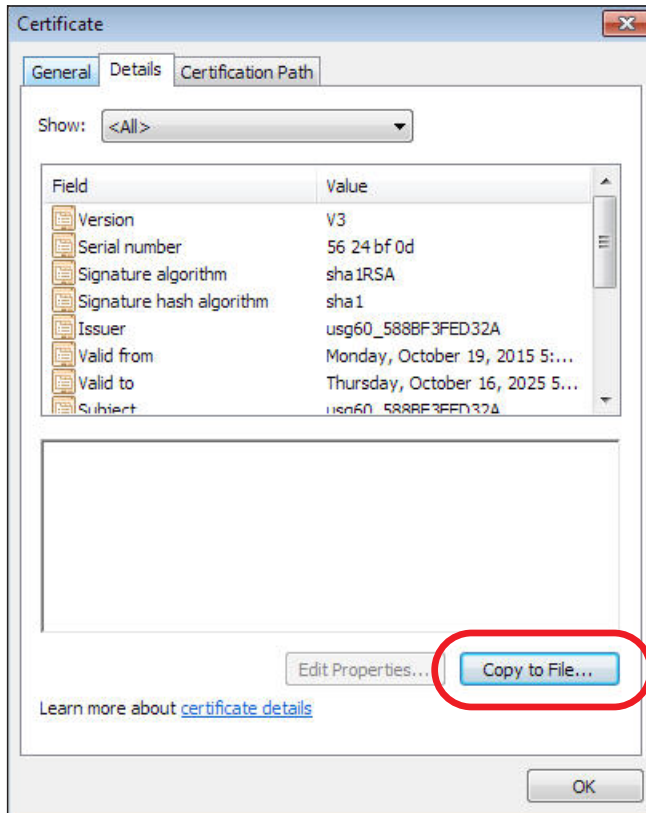 Certificate
General Details Certification Path
Show: <All>
Field Value
Version V3
Serial number 56 24 bf 0d
Signature algorithm sha1RSA
Signature hash algorithm sha1
Issuer usg60_588BF3FED32A
Valid from Monday, October 19, 2015 5:...
Valid to Thursday, October 16, 2025 5...
Subject usg60_588BF3FED32A
Edit Properties... Copy to File...
Learn more about certificate details
OK